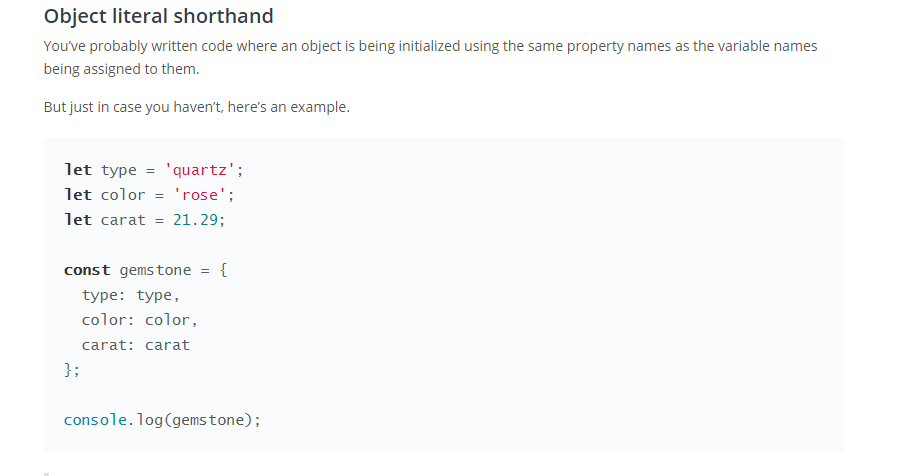 Object literal shorthand
You've probably written code where an object is being initialized using the same property names as the variable names
being assigned to them.
But just in case you haven't, here's an example.
let type = 'quartz';
let color = 'rose';
let carat = 21.29;
const gemstone = {
  type: type,
  color: color,
  carat: carat
};
console.log(gemstone);